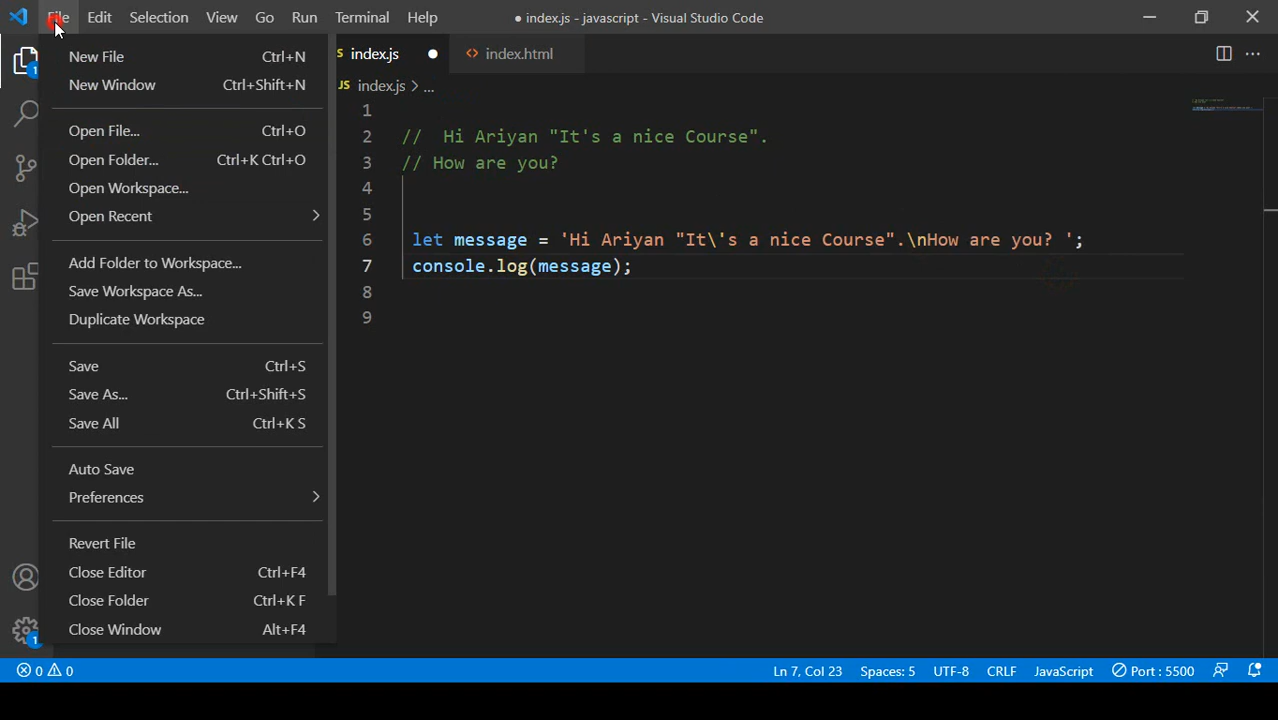 File Edit Selection View Go Run Terminal Help ● index.js - javascript - Visual Studio Code
New File Ctrl+N
New Window Ctrl+Shift+N
Open File... Ctrl+O
Open Folder... Ctrl+K Ctrl+O
Open Workspace...
Open Recent
Add Folder to Workspace...
Save Workspace As...
Duplicate Workspace
Save Ctrl+S
Save As... Ctrl+Shift+S
Save All Ctrl+K S
Auto Save
Preferences
Revert File
Close Editor Ctrl+F4
Close Folder Ctrl+K F
Close Window Alt+F4
1
1
index.js ● <> index.html
JS index.js > ...
1
2 //  Hi Ariyan "It's a nice Course".
3 // How are you?
4
5
6 let message = 'Hi Ariyan "It\'s a nice Course".\nHow are you? ';
7 console.log(message);
8
9
0 0 Ln 7, Col 23 Spaces: 5 UTF-8 CRLF JavaScript Port : 5500